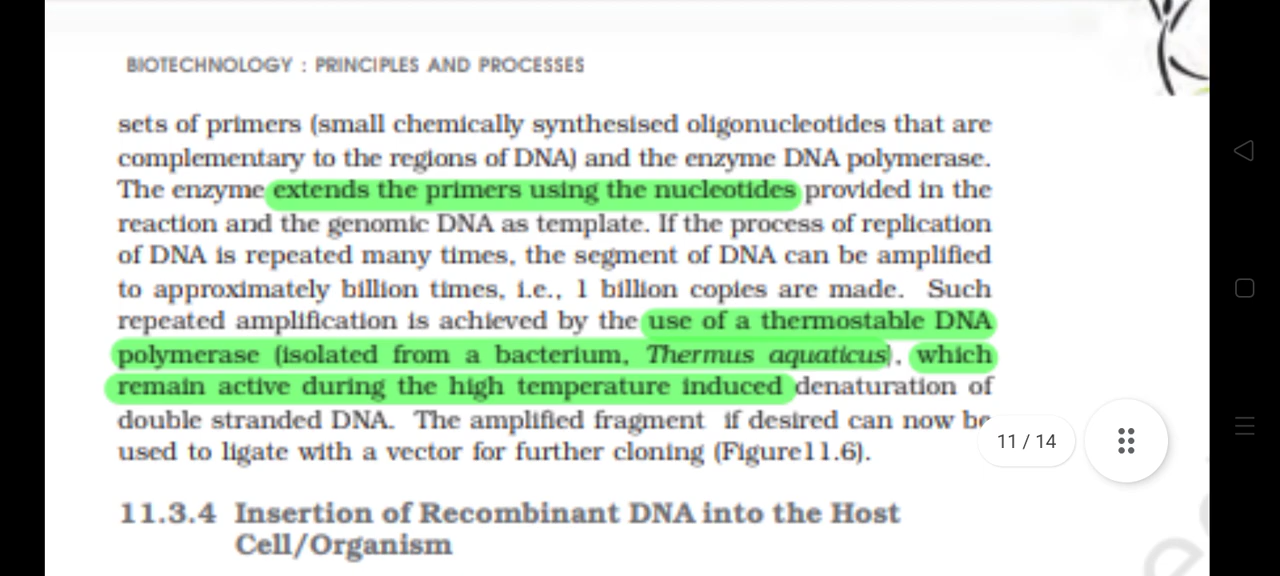 BIOTECHNOLOGY : PRINCIPLES AND PROCESSES
sets of primers (small chemically synthesised oligonucleotides that are
complementary to the regions of DNA) and the enzyme DNA polymerase.
The enzyme extends the primers using the nucleotides provided in the
reaction and the genomic DNA as template. If the process of replication
of DNA is repeated many times, the segment of DNA can be amplified
to approximately billion times, i.e., 1 billion copies are made. Such
repeated amplification is achieved by the use of a thermostable DNA
polymerase (isolated from a bacterium, Thermus aquaticus), which
remain active during the high temperature induced denaturation of
double stranded DNA. The amplified fragment if desired can now be
used to ligate with a vector for further cloning (Figure11.6).
11 / 14
11.3.4 Insertion of Recombinant DNA into the Host
Cell/Organism